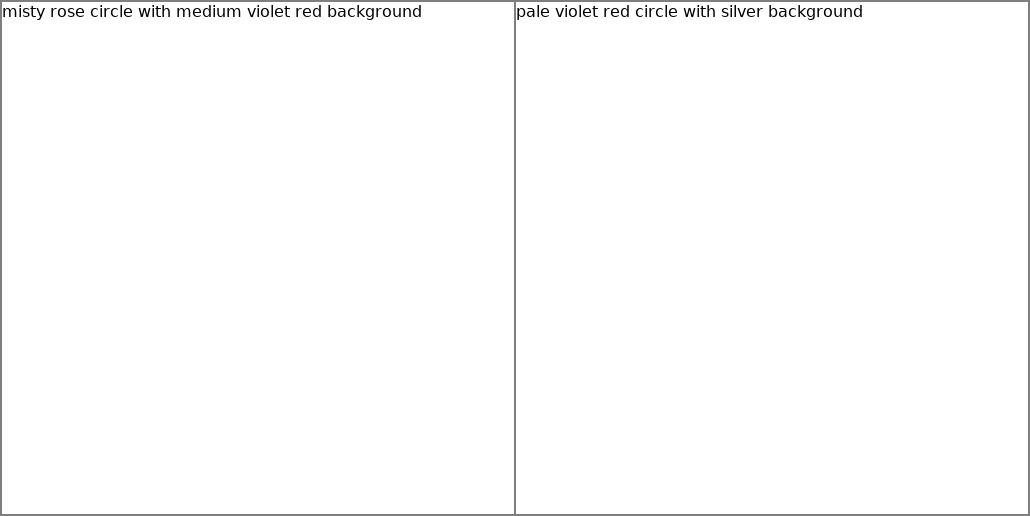 misty rose circle with medium violet red background
pale violet red circle with silver background